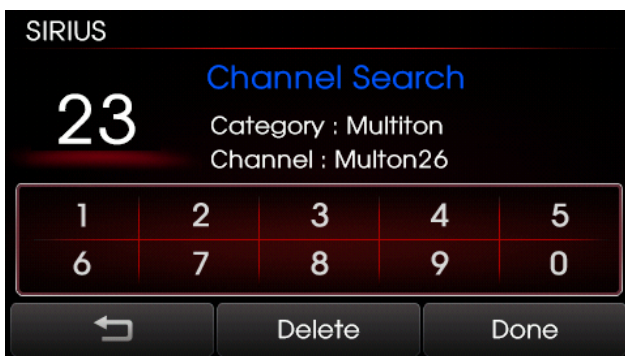 SIRIUS
Channel Search
23
Category : Multiton
Channel : Multon26
1 2 3 4 5
6 7 8 9 0
Delete Done